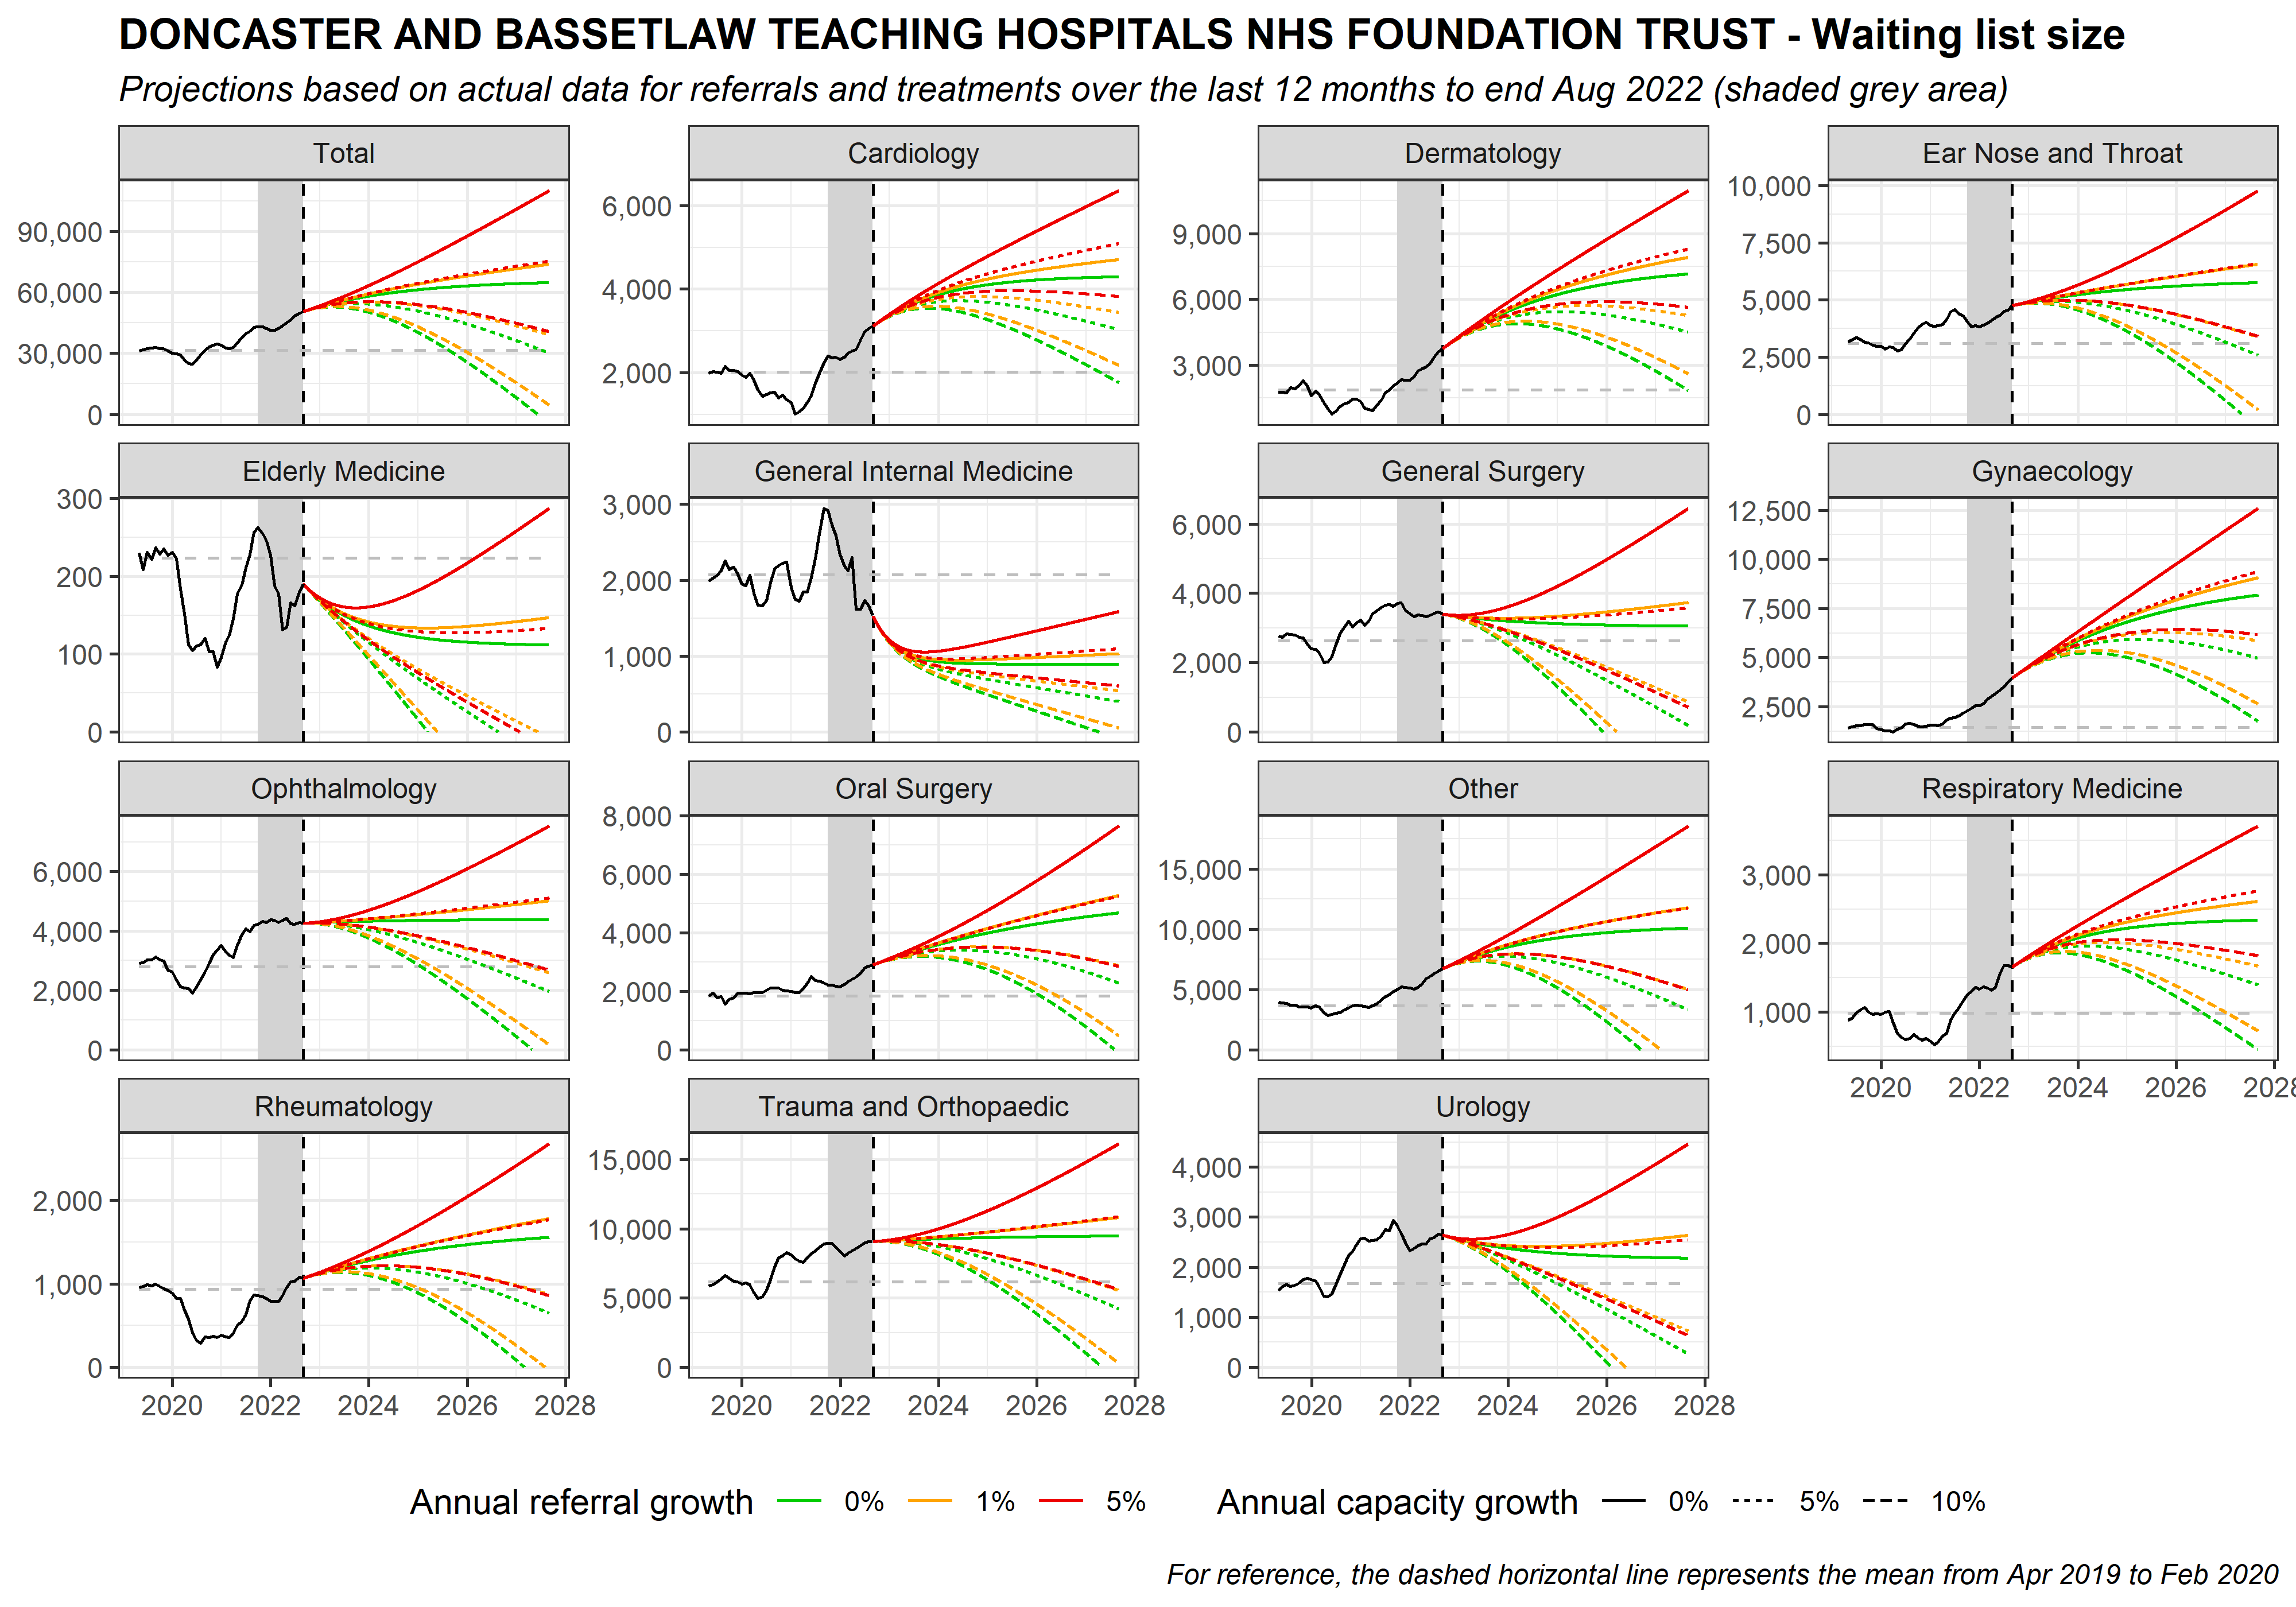 DONCASTER AND BASSETLAW TEACHING HOSPITALS NHS FOUNDATION TRUST - Waiting list size
Projections based on actual data for referrals and treatments over the last 12 months to end Aug 2022 (shaded grey area)
Total
90,000
60,000
30,000
0
Cardiology
6,000
4,000
2,000
Dermatology
9,000
6,000
3,000
Ear Nose and Throat
10,000
7,500
5,000
2,500
0
Elderly Medicine
300
200
100
0
General Internal Medicine
3,000
2,000
1,000
0
General Surgery
6,000
4,000
2,000
0
Gynaecology
12,500
10,000
7,500
5,000
2,500
Ophthalmology
6,000
4,000
2,000
0
Oral Surgery
8,000
6,000
4,000
2,000
0
Other
15,000
10,000
5,000
0
Respiratory Medicine
3,000
2,000
1,000
2020 2022 2024 2026 2028
Rheumatology
2,000
1,000
0
2020 2022 2024 2026 2028
Trauma and Orthopaedic
15,000
10,000
5,000
0
2020 2022 2024 2026 2028
Urology
4,000
3,000
2,000
1,000
0
2020 2022 2024 2026 2028
Annual referral growth 0% 1% 5% Annual capacity growth 0% 5% 10%
For reference, the dashed horizontal line represents the mean from Apr 2019 to Feb 2020